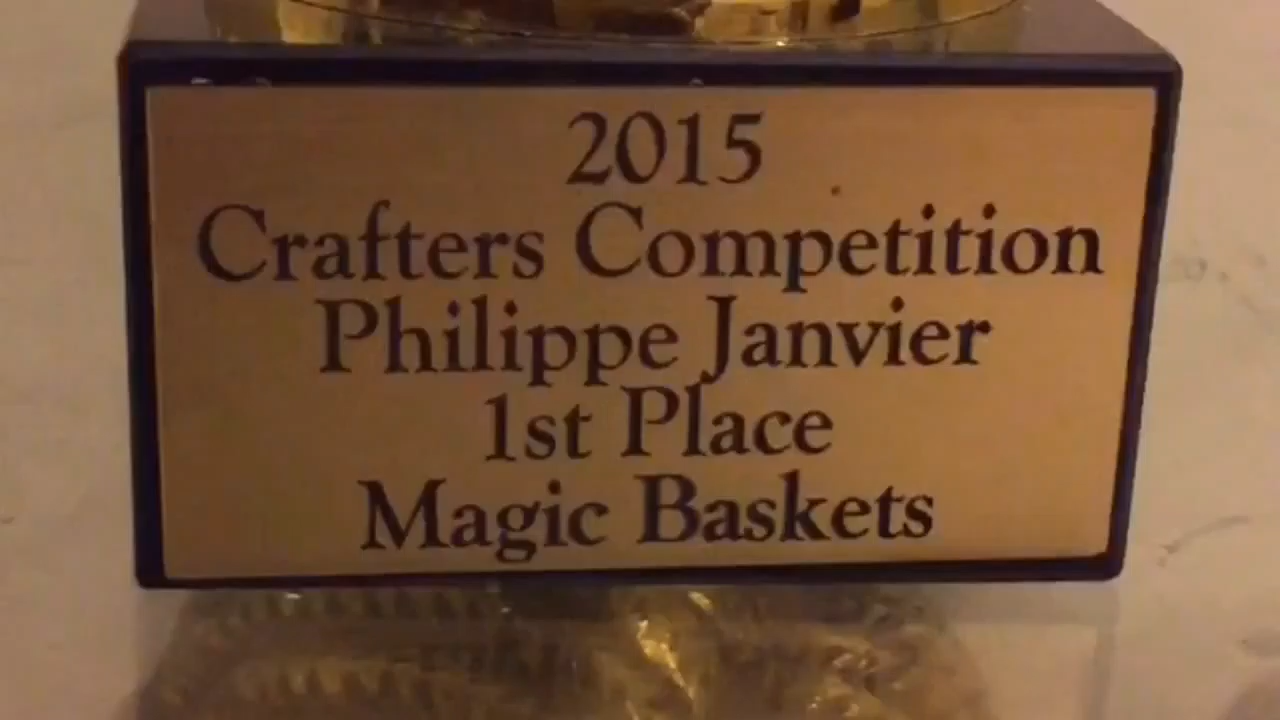 2015
Crafters Competition
Philippe Janvier
1st Place
Magic Baskets